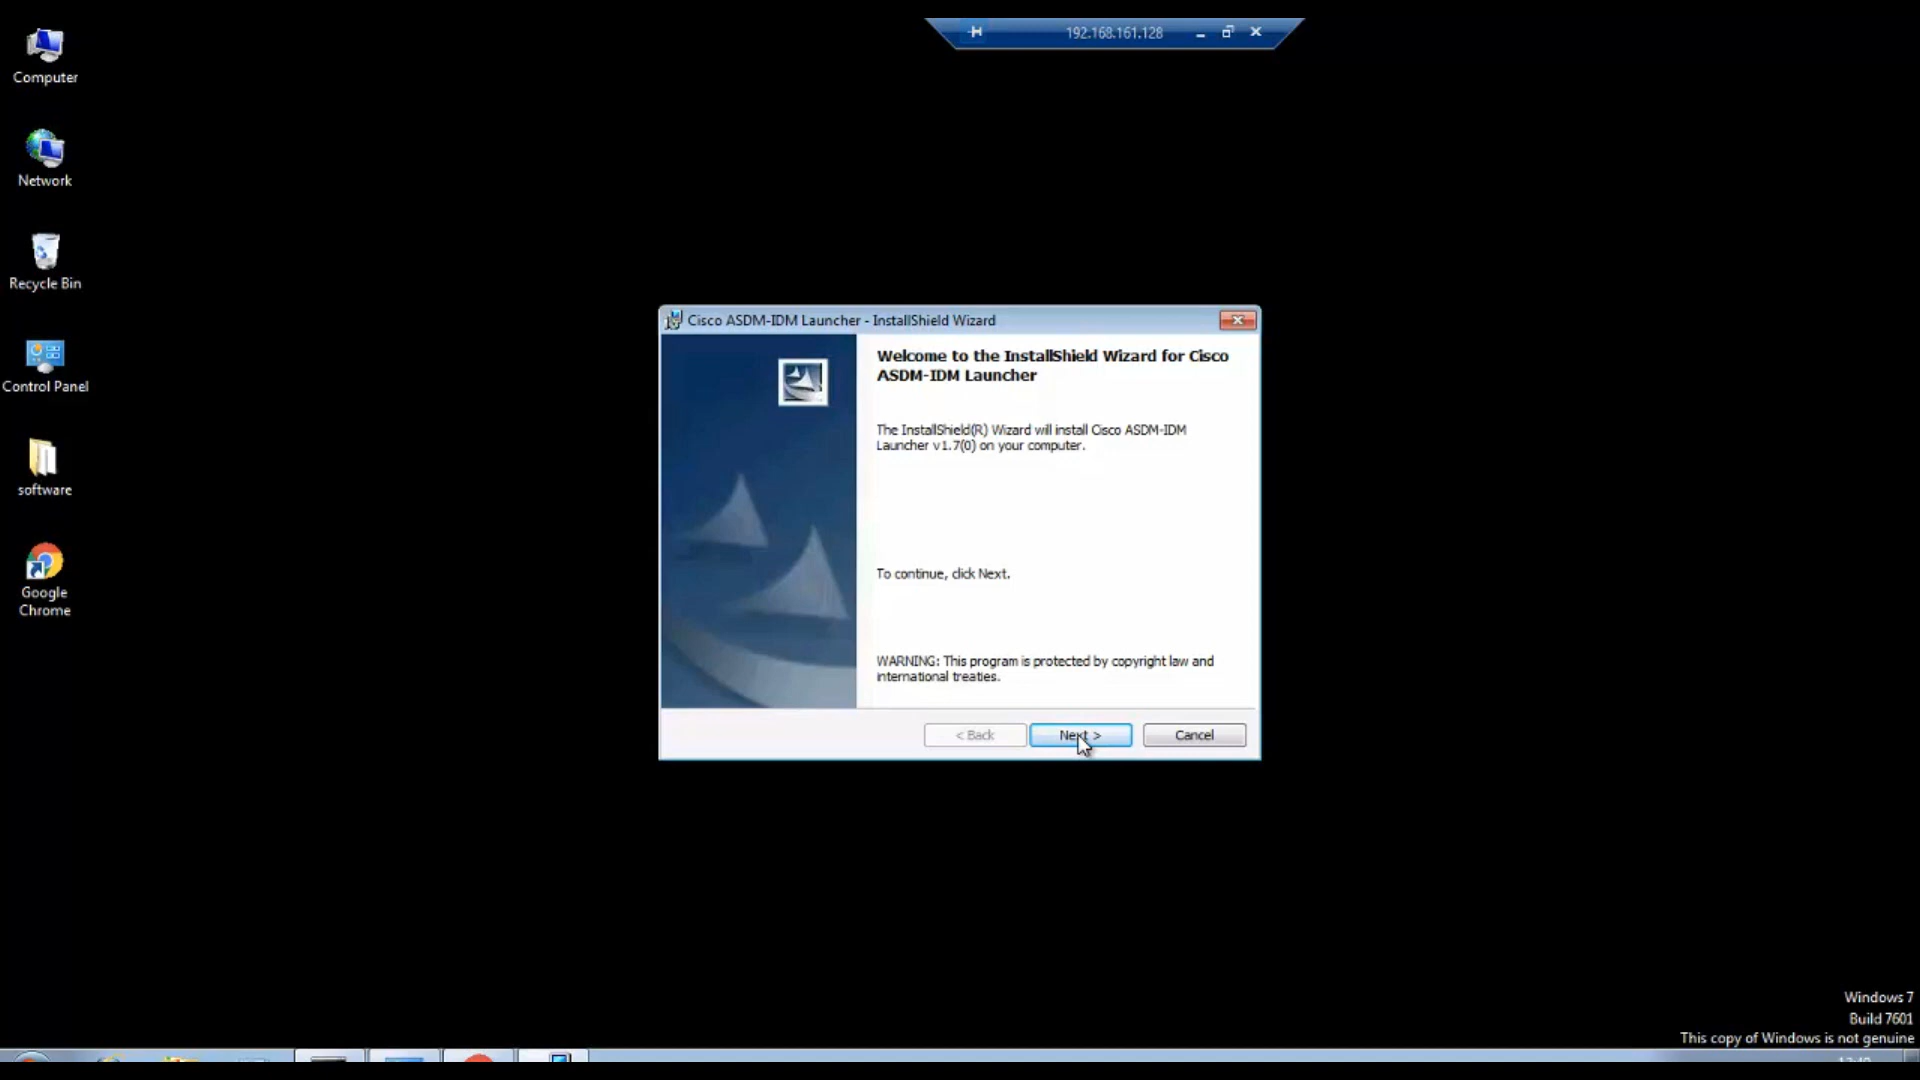 192.168.161.128
Computer
Network
Recycle Bin
Control Panel
software
Google
Chrome
Cisco ASDM-IDM Launcher - InstallShield Wizard
Welcome to the InstallShield Wizard for Cisco
ASDM-IDM Launcher
The InstallShield(R) Wizard will install Cisco ASDM-IDM
Launcher v1.7(0) on your computer.
To continue, click Next.
WARNING: This program is protected by copyright law and
international treaties.
< Back
Next >
Cancel
Windows 7
Build 7601
This copy of Windows is not genuine